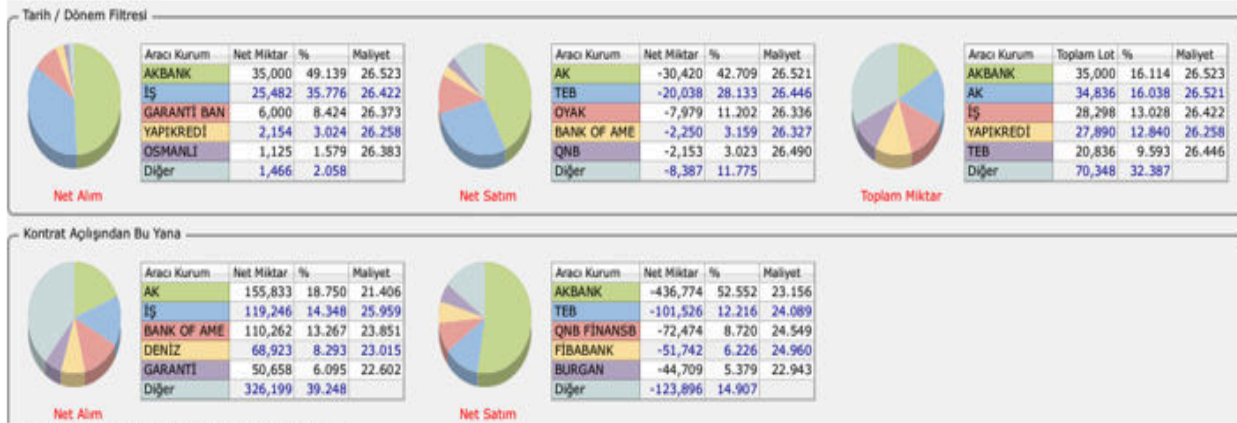 Tarih / Dönem Filtresi
Aracı Kurum Net Miktar % Maliyet
AKBANK 35,000 49.139 26.523
İŞ 25,482 35.776 26.422
GARANTİ BAN 6,000 8.424 26.373
YAPIKREDİ 2,154 3.024 26.258
OSMANLI 1,125 1.579 26.383
Diğer 1,466 2.058
Net Alım
Aracı Kurum Net Miktar % Maliyet
AK -30,420 42.709 26.521
TEB -20,038 28.133 26.446
OYAK -7,979 11.202 26.336
BANK OF AME -2,250 3.159 26.327
QNB -2,153 3.023 26.490
Diğer -8,387 11.775
Net Satım
Aracı Kurum Toplam Lot % Maliyet
AKBANK 35,000 16.114 26.523
AK 34,836 16.038 26.521
İŞ 28,298 13.028 26.422
YAPIKREDİ 27,890 12.840 26.258
TEB 20,836 9.593 26.446
Diğer 70,348 32.387
Toplam Miktar
Kontrat Açlışından Bu Yana
Aracı Kurum Net Miktar % Maliyet
AK 155,833 18.750 21.406
İŞ 119,246 14.348 25.959
BANK OF AME 110,262 13.267 23.851
DENİZ 68,923 8.293 23.015
GARANTİ 50,658 6.095 22.602
Diğer 326,199 39.248
Net Alım
Aracı Kurum Net Miktar % Maliyet
AKBANK -436,774 52.552 23.156
TEB -101,526 12.216 24.089
QNB FİNANSB -72,474 8.720 24.549
FİBABANK -51,742 6.226 24.960
BURGAN -44,709 5.379 22.943
Diğer -123,896 14.907
Net Satım